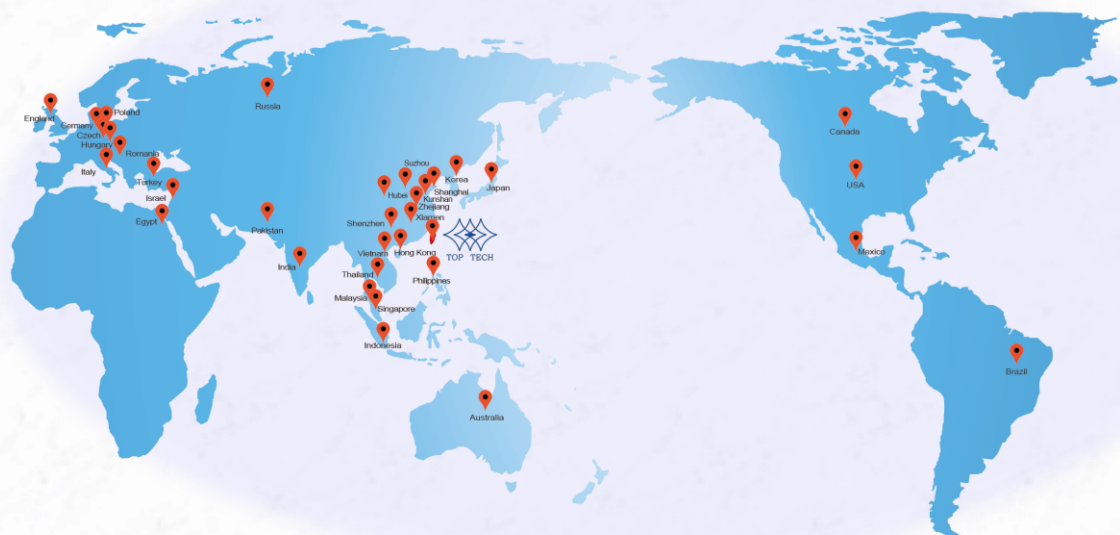 England
Germany
Poland
Czech
Hungary
Romania
Italy
Turkey
Israel
Egypt
Russia
Pakistan
India
Suzhou
Korea
Japan
Hubei
Shanghai
Kunshan
Zhejiang
Xiamen
Shenzhen
Hong Kong
Vietnam
TOP TECH
Thailand
Philippines
Malaysia
Singapore
Indonesia
Australia
Canada
USA
Mexico
Brazil